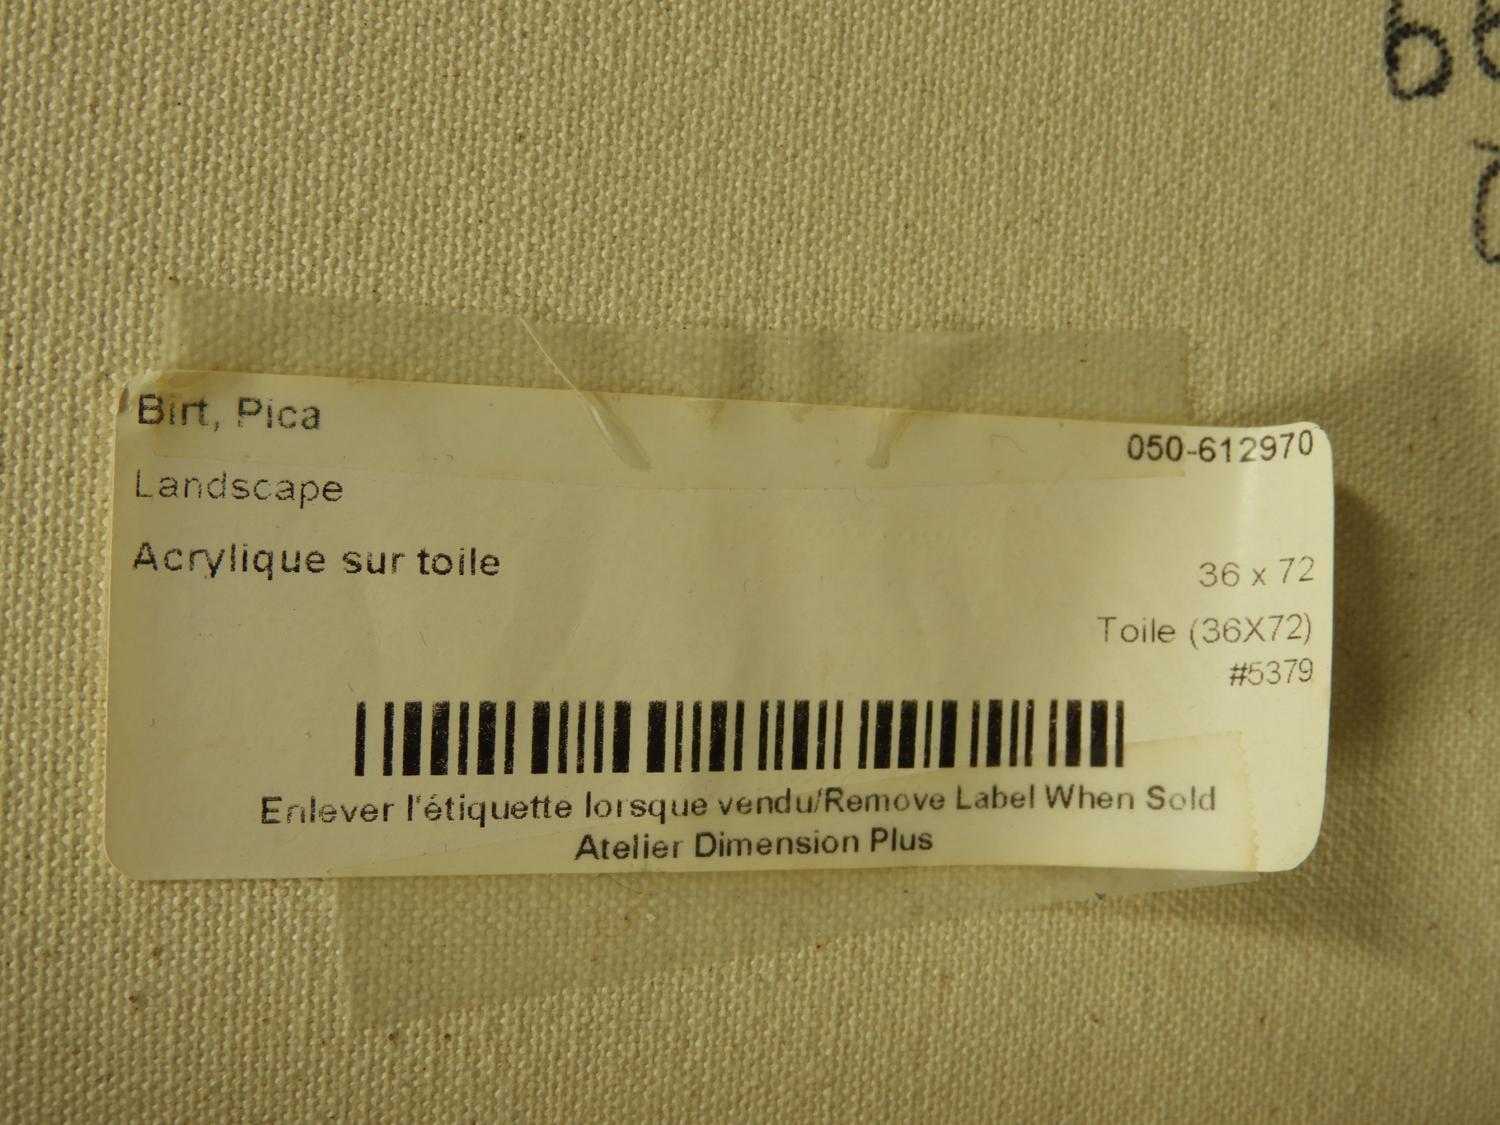 Birt, Pica
050-612970
Landscape
Acrylique sur toile
36 x 72
Toile (36X72)
#5379
Enlever l'étiquette lorsque vendu/Remove Label When Sold
Atelier Dimension Plus